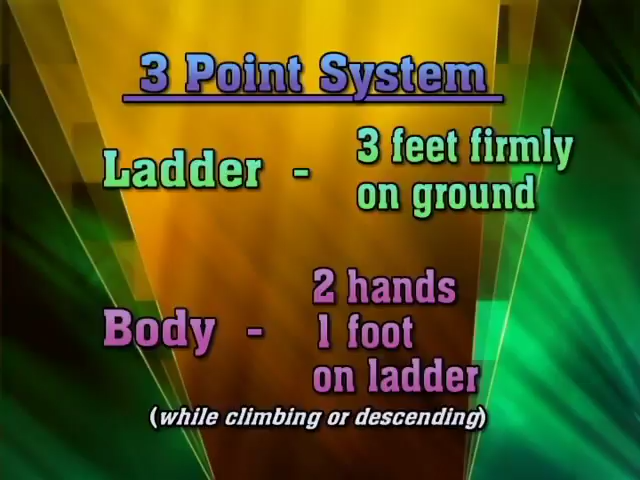 3 Point System
Ladder - 3 feet firmly
on ground
Body - 2 hands
1 foot
on ladder
(while climbing or descending)